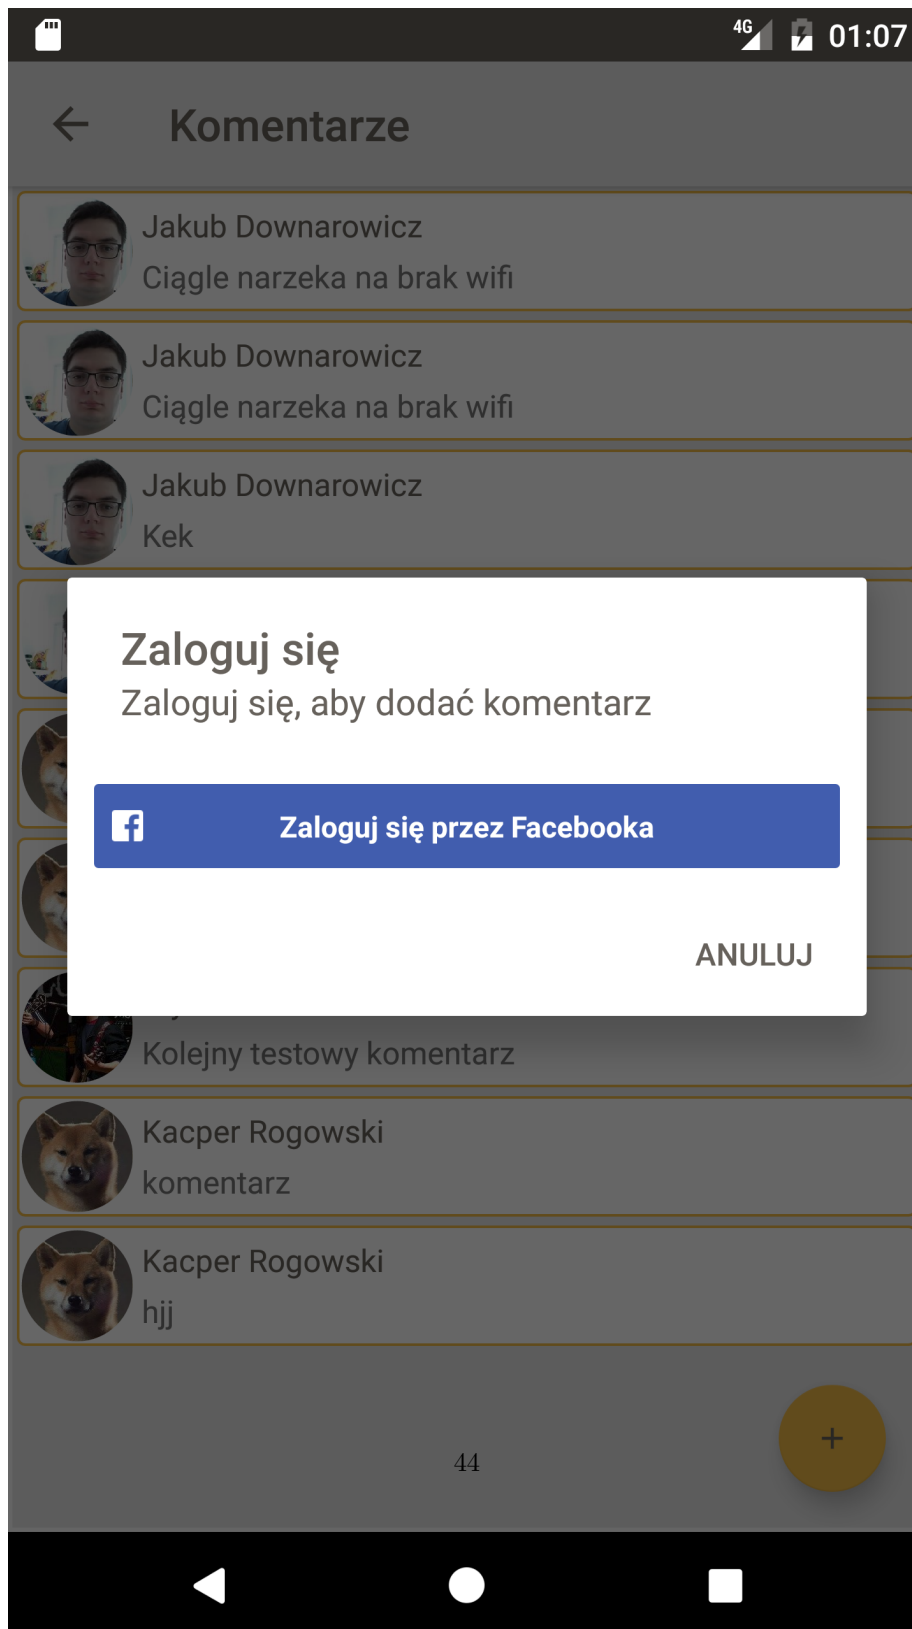 4G 01:07
Komentarze
Jakub Downarowicz
Ciągle narzeka na brak wifi
Jakub Downarowicz
Ciągle narzeka na brak wifi
Jakub Downarowicz
Kek
Zaloguj się
Zaloguj się, aby dodać komentarz
Zaloguj się przez Facebooka
ANULUJ
Kolejny testowy komentarz
Kacper Rogowski
komentarz
Kacper Rogowski
hjj
44